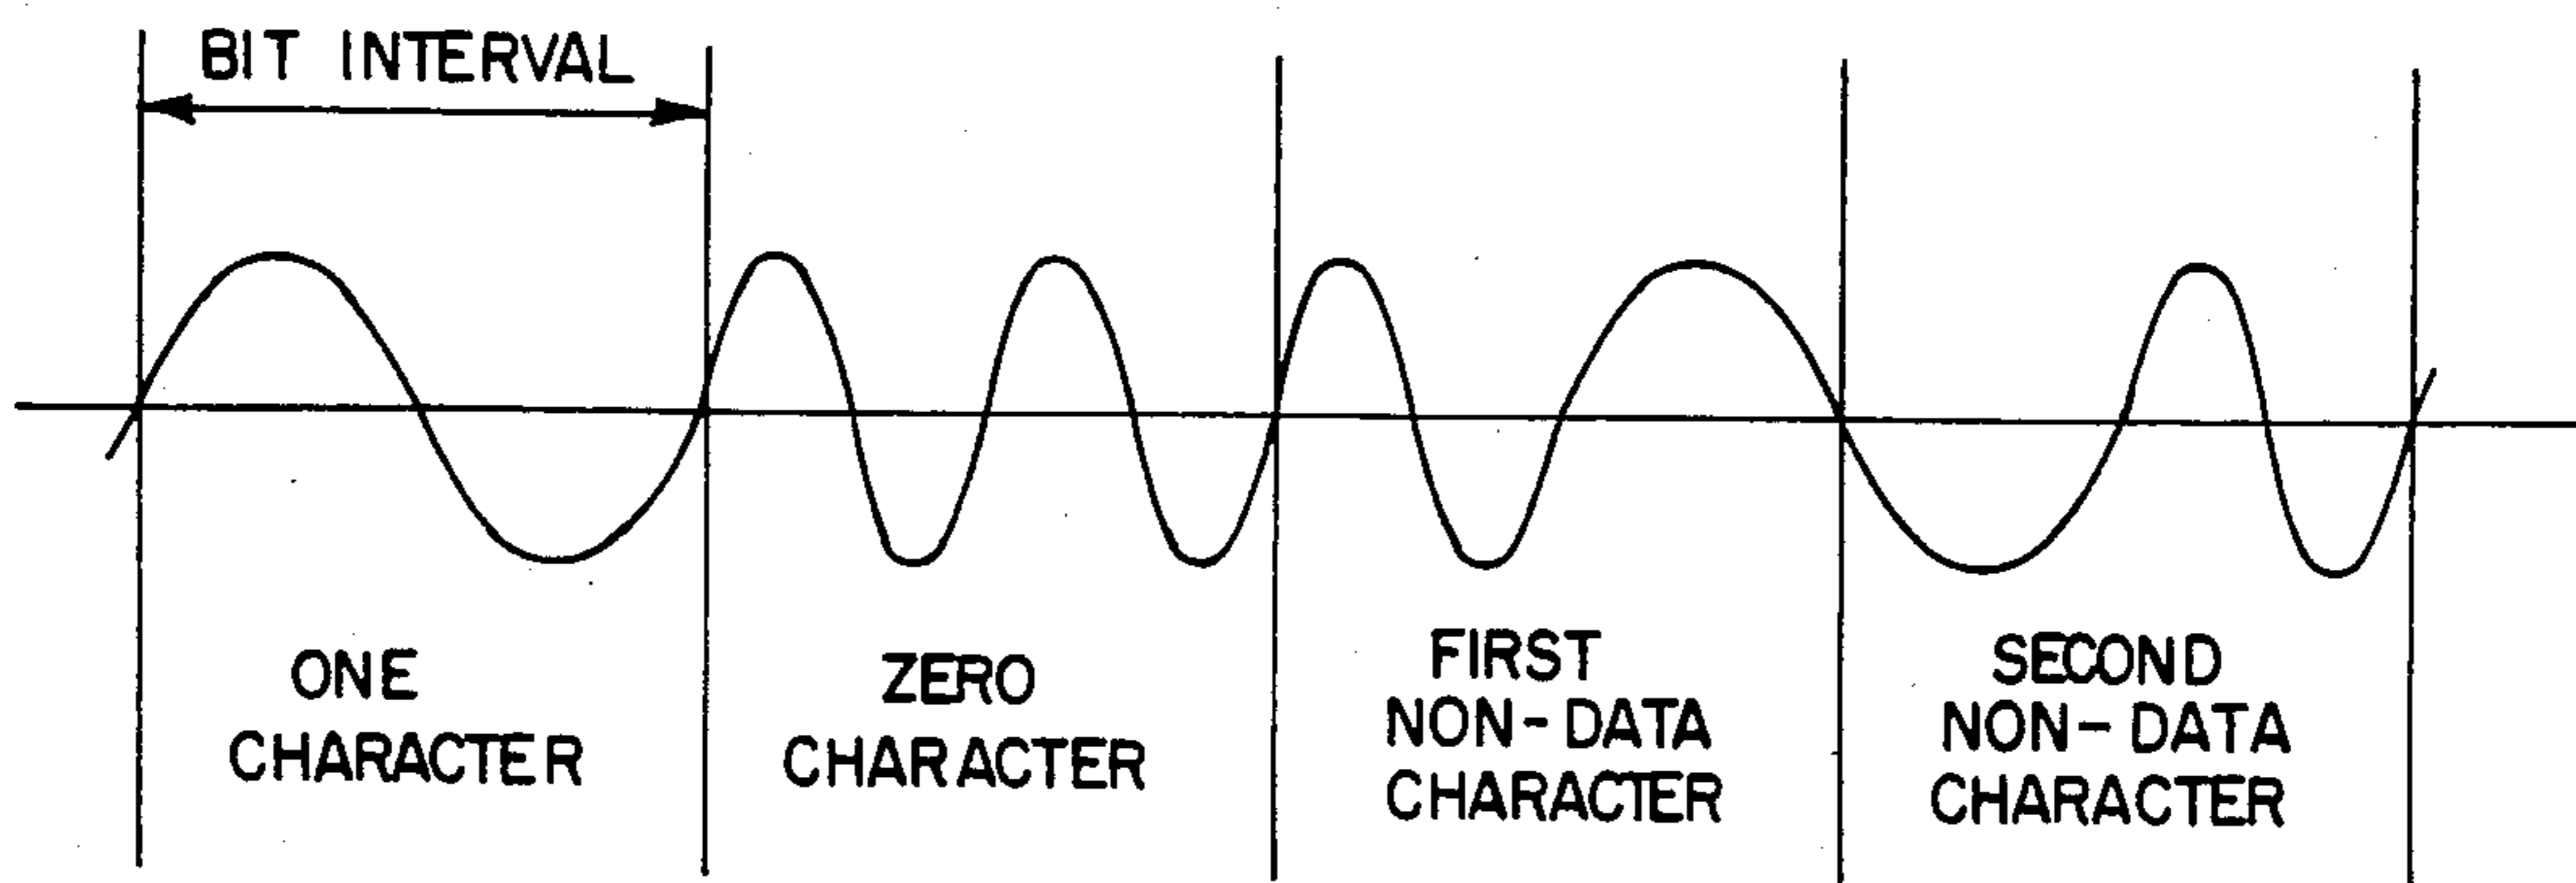 BIT INTERVAL
ONE
CHARACTER
ZERO
CHARACTER
FIRST
NON-DATA
CHARACTER
SECOND
NON-DATA
CHARACTER